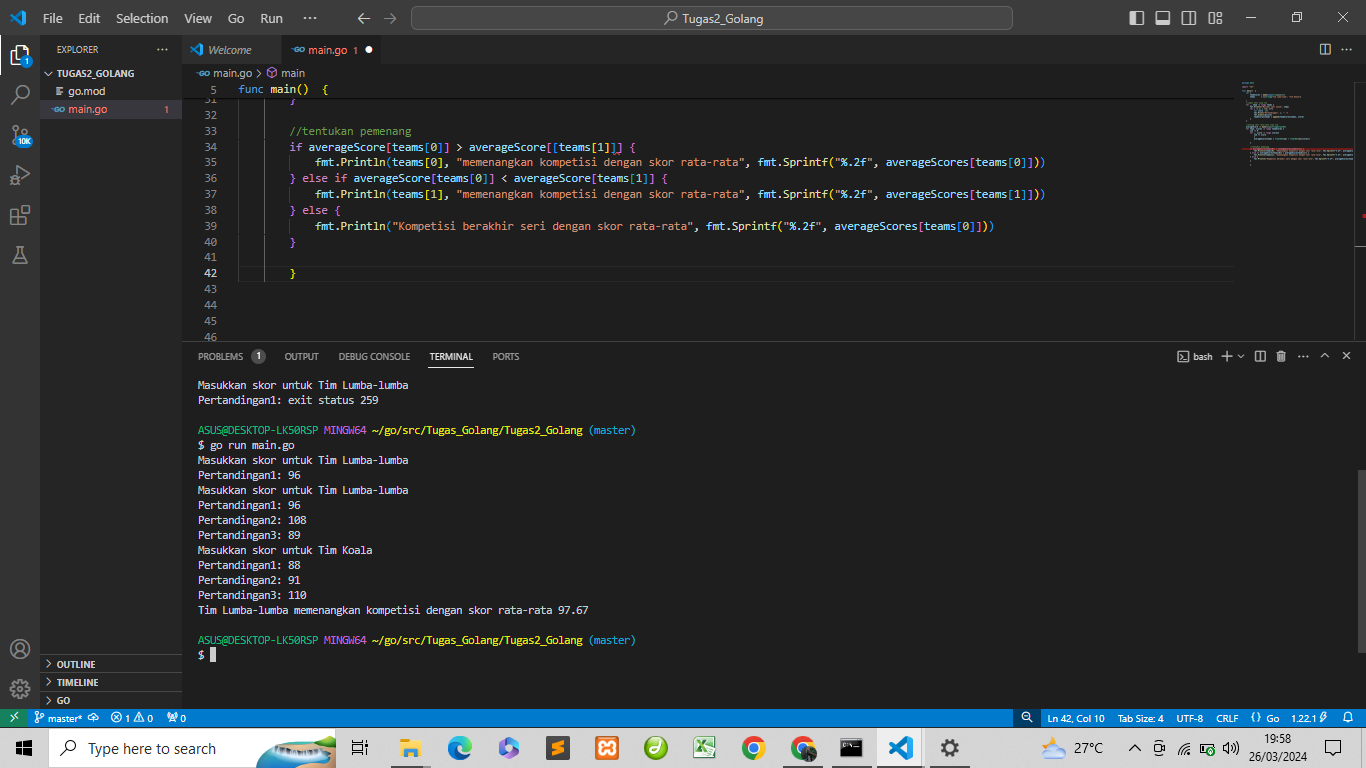 File Edit Selection View Go Run ··· Tugas2_Golang
EXPLORER ···
Welcome
main.go 1
TUGAS2_GOLANG
go.mod
main.go 1
main.go > main
5 func main() {
31 }
32
33 //tentukan pemenang
34 if averageScore[teams[0]] > averageScore[[teams[1]]] {
35 fmt.Println(teams[0], "memenangkan kompetisi dengan skor rata-rata", fmt.Sprintf("%.2f", averageScores[teams[0]]))
36 } else if averageScore[teams[0]] < averageScore[teams[1]] {
37 fmt.Println(teams[1], "memenangkan kompetisi dengan skor rata-rata", fmt.Sprintf("%.2f", averageScores[teams[1]]))
38 } else {
39 fmt.Println("Kompetisi berakhir seri dengan skor rata-rata", fmt.Sprintf("%.2f", averageScores[teams[0]]))
40 }
41
42 }
43
44
45
46
PROBLEMS 1 OUTPUT DEBUG CONSOLE TERMINAL PORTS bash
Masukkan skor untuk Tim Lumba-lumba
Pertandingan1: exit status 259
ASUS@DESKTOP-LK50RSP MINGW64 ~/go/src/Tugas_Golang/Tugas2_Golang (master)
$ go run main.go
Masukkan skor untuk Tim Lumba-lumba
Pertandingan1: 96
Masukkan skor untuk Tim Lumba-lumba
Pertandingan1: 96
Pertandingan2: 108
Pertandingan3: 89
Masukkan skor untuk Tim Koala
Pertandingan1: 88
Pertandingan2: 91
Pertandingan3: 110
Tim Lumba-lumba memenangkan kompetisi dengan skor rata-rata 97.67
ASUS@DESKTOP-LK50RSP MINGW64 ~/go/src/Tugas_Golang/Tugas2_Golang (master)
$
1
10K
OUTLINE
TIMELINE
GO
master* 1 0 0 Ln 42, Col 10 Tab Size: 4 UTF-8 CRLF {} Go 1.22.1
Type here to search 27°C 19:58
26/03/2024